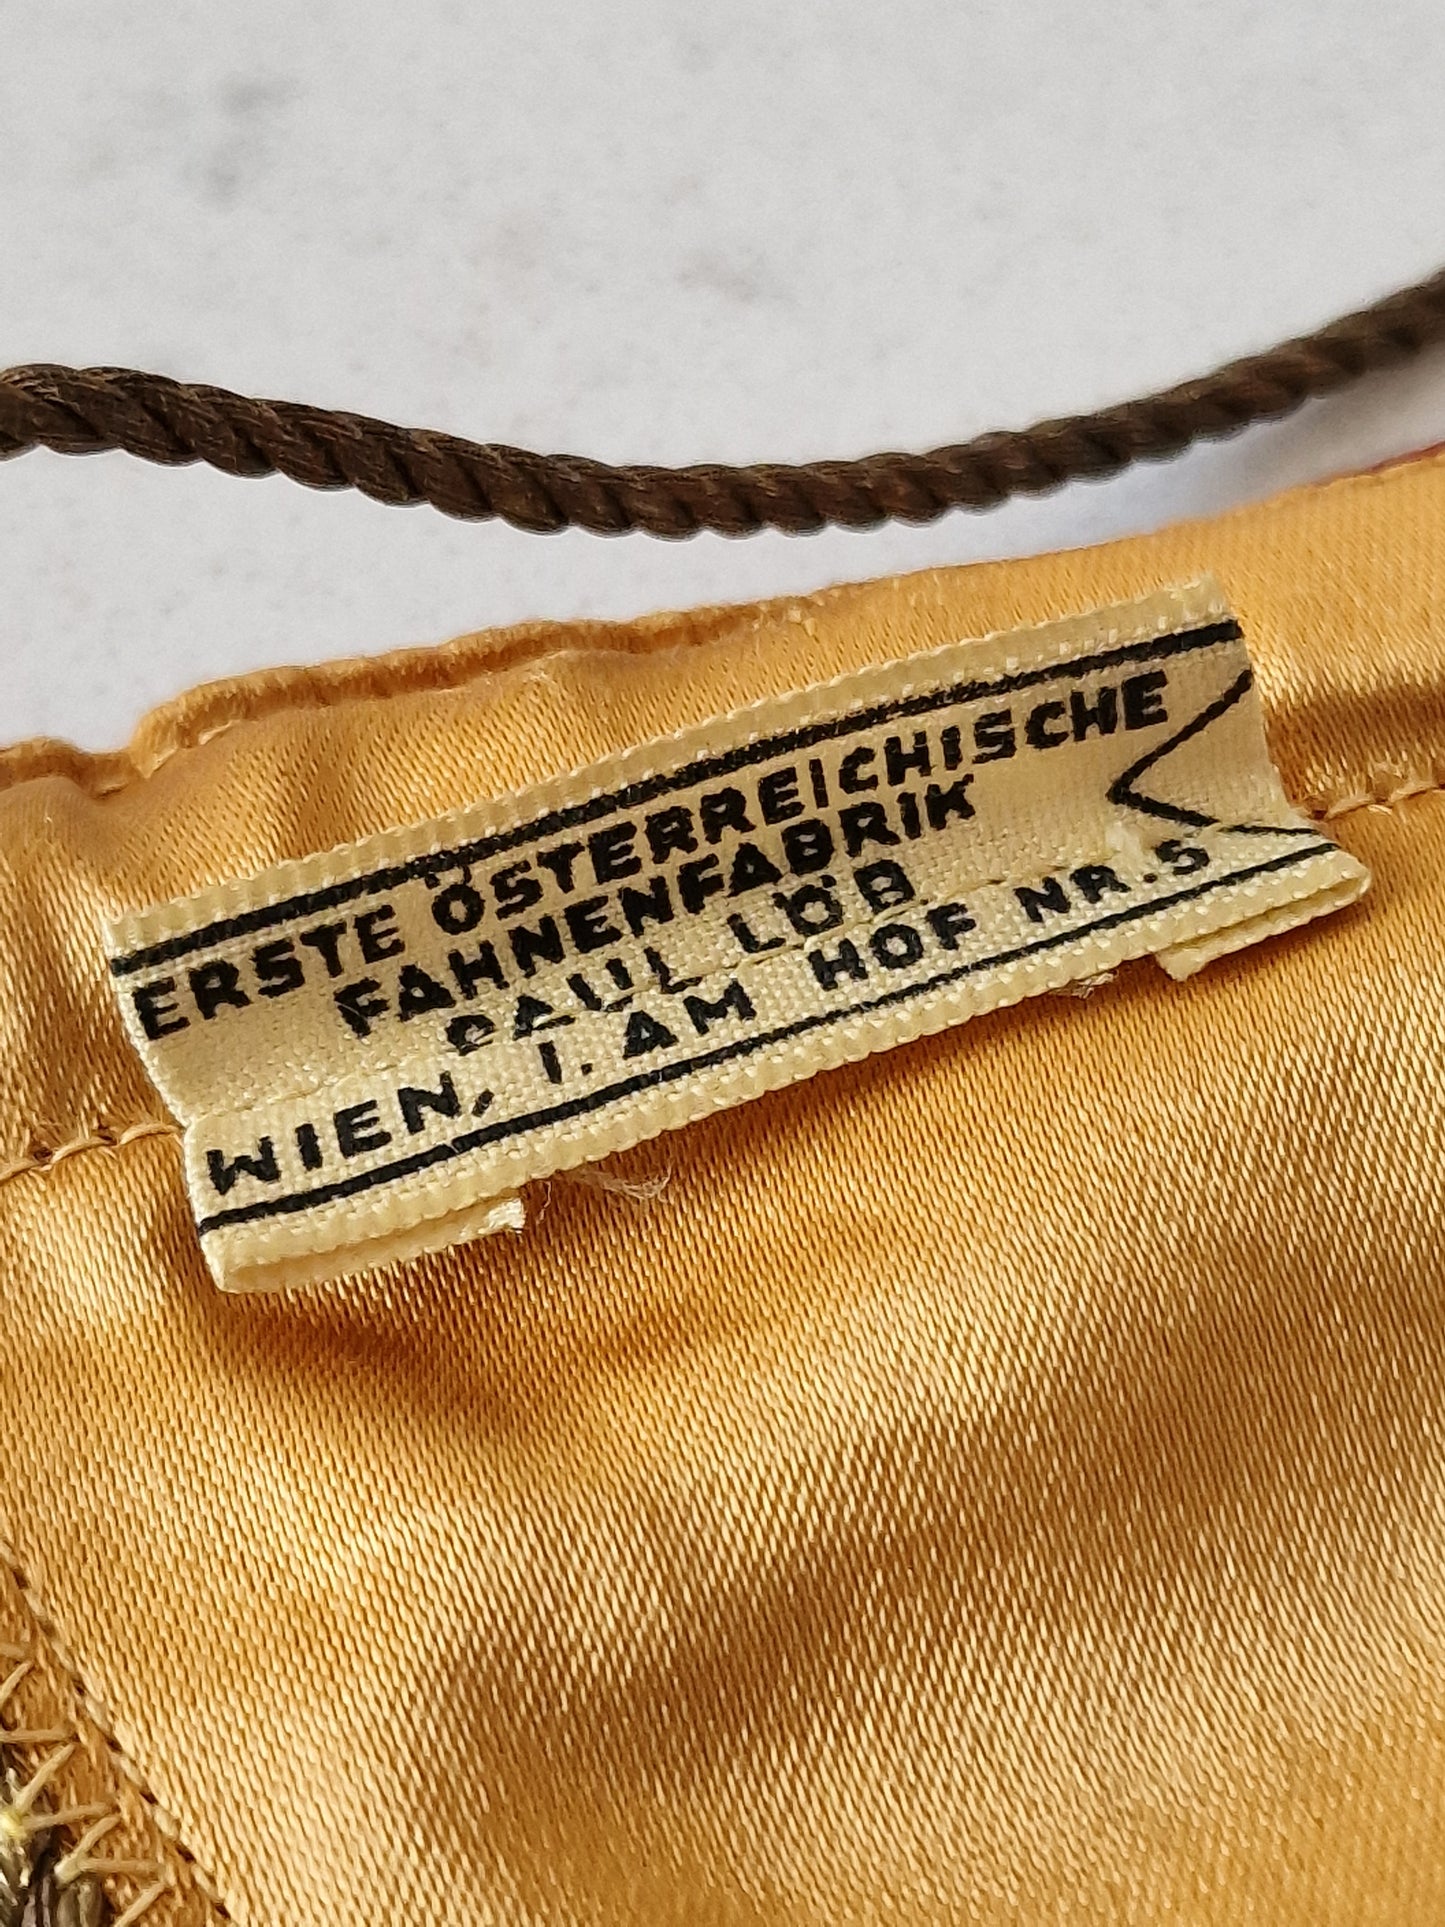 ERSTE ÖSTERREICHISCHE
FAHNENFABRIK
PAUL LÖB
WIEN, I. AM HOF NR. 5